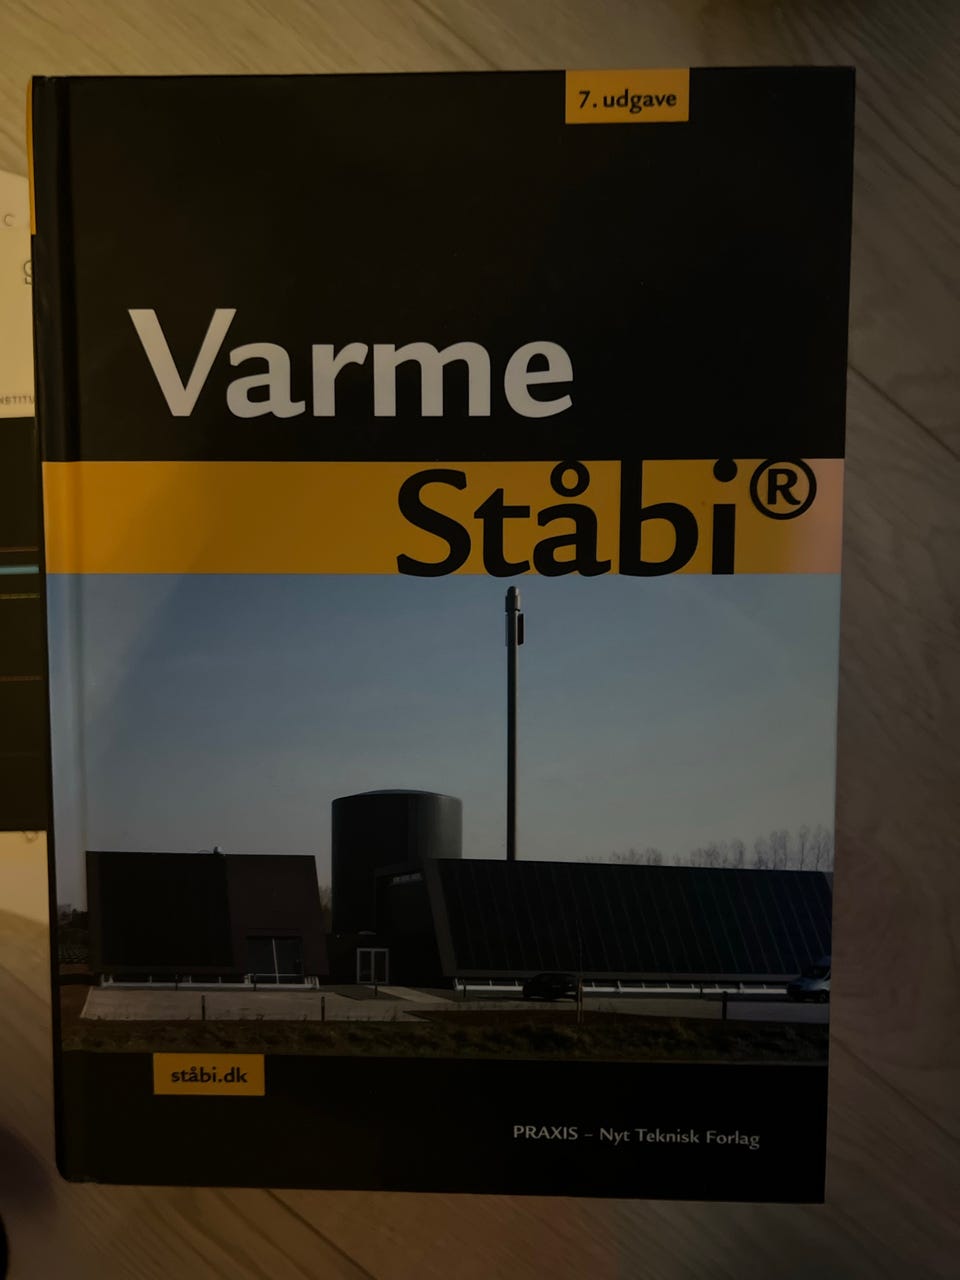 7. udgave
Varme
Ståbi®
ståbi.dk
PRAXIS – Nyt Teknisk Forlag